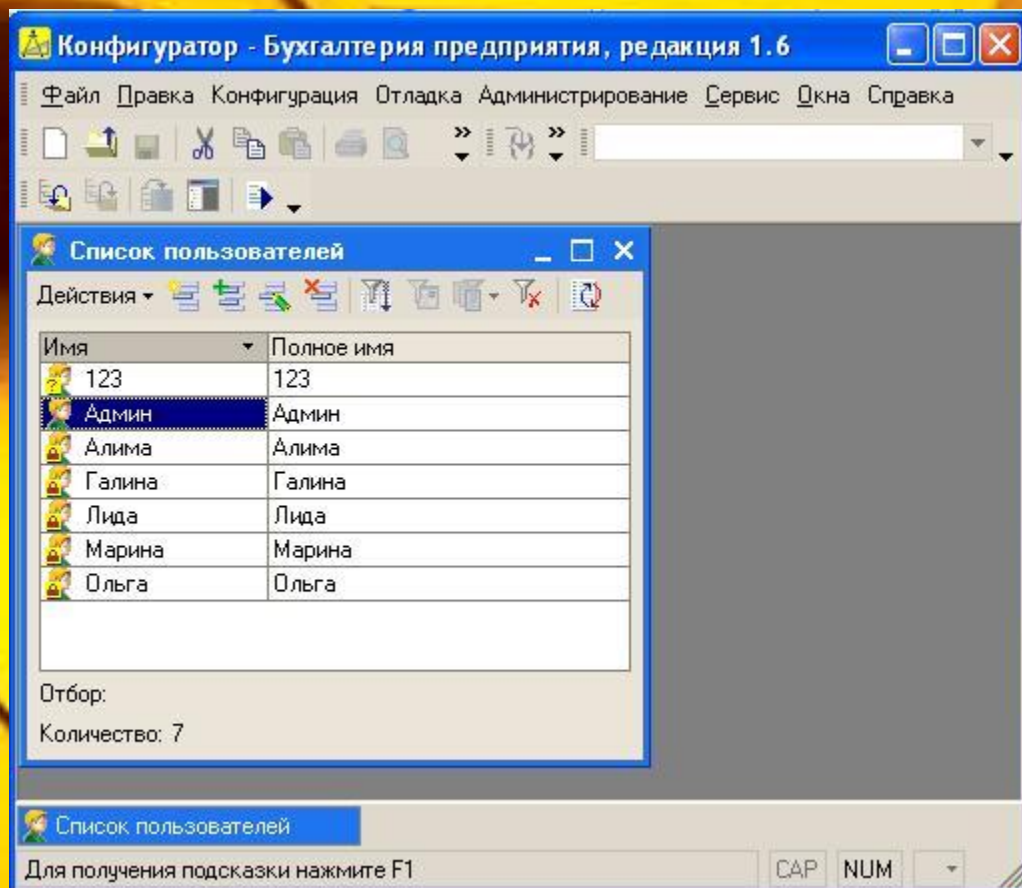 Конфигуратор - Бухгалтерия предприятия, редакция 1.6
Файл Правка Конфигурация Отладка Администрирование Сервис Окна Справка
Список пользователей
Действия
Имя Полное имя
123 123
Админ Админ
Алима Алима
Галина Галина
Лида Лида
Марина Марина
Ольга Ольга
Отбор:
Количество: 7
Список пользователей
Для получения подсказки нажмите F1 CAP NUM